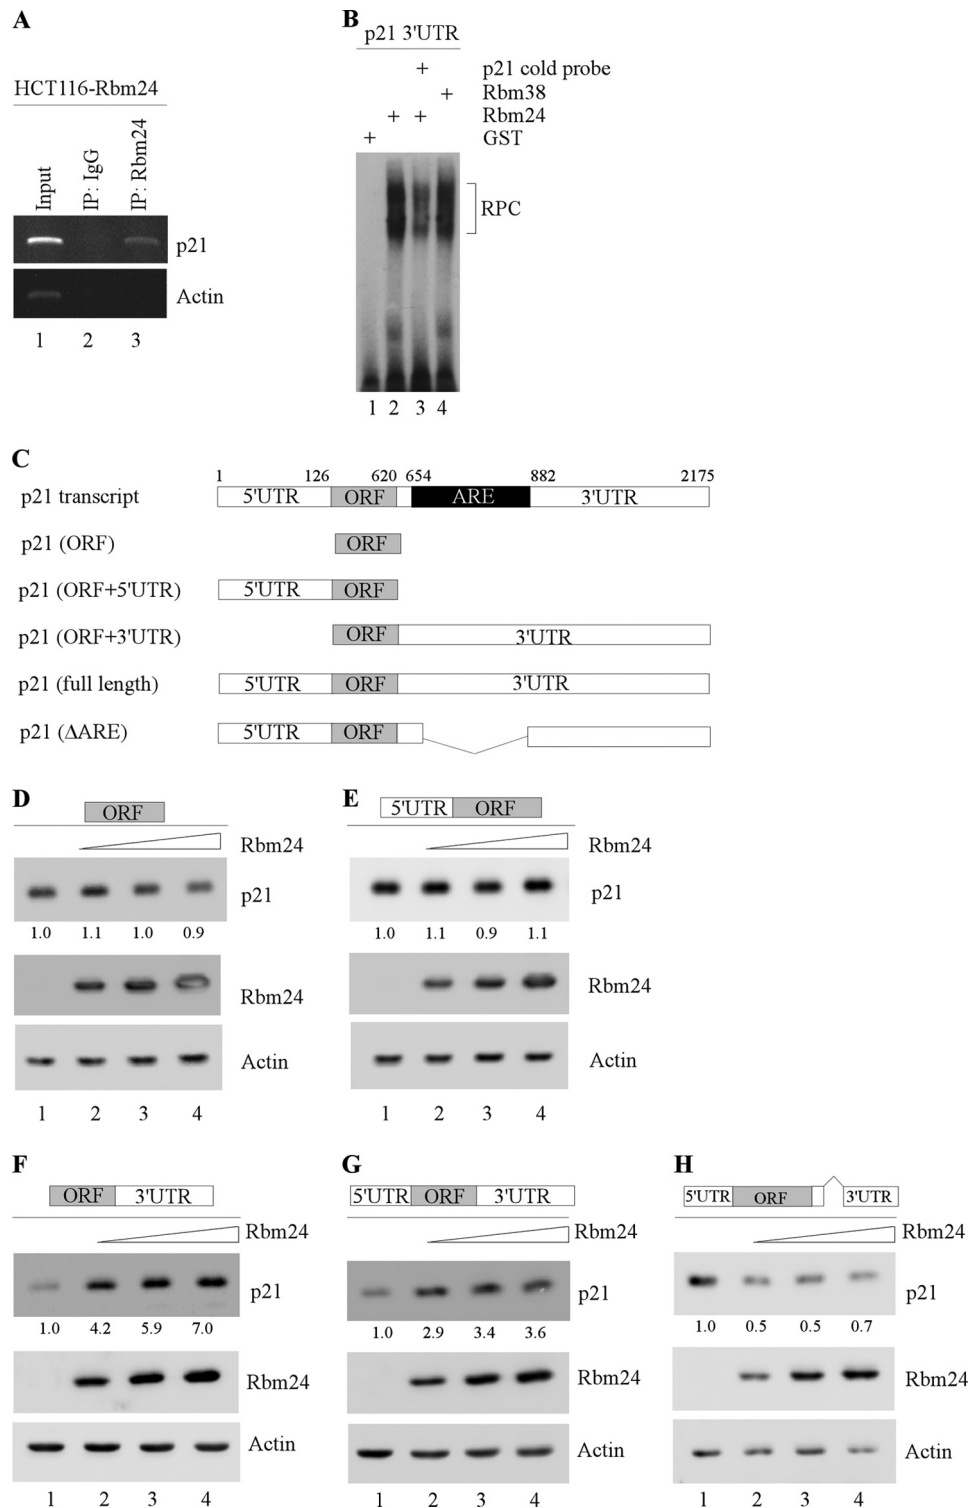 A
HCT116-Rbm24
Input
IP: IgG
IP: Rbm24
p21
Actin
1 2 3
B
p21 3'UTR
+ p21 cold probe
+ Rbm38
+ + Rbm24
+ GST
RPC
1 2 3 4
C
1 126 620 654 882 2175
p21 transcript 5'UTR ORF ARE 3'UTR
p21 (ORF) ORF
p21 (ORF+5'UTR) 5'UTR ORF
p21 (ORF+3'UTR) ORF 3'UTR
p21 (full length) 5'UTR ORF 3'UTR
p21 (ΔARE) 5'UTR ORF
D
ORF
Rbm24
p21
1.0 1.1 1.0 0.9
Rbm24
Actin
1 2 3 4
E
5'UTR ORF
Rbm24
p21
1.0 1.1 0.9 1.1
Rbm24
Actin
1 2 3 4
F
ORF 3'UTR
Rbm24
p21
1.0 4.2 5.9 7.0
Rbm24
Actin
1 2 3 4
G
5'UTR ORF 3'UTR
Rbm24
p21
1.0 2.9 3.4 3.6
Rbm24
Actin
1 2 3 4
H
5'UTR ORF 3'UTR
Rbm24
p21
1.0 0.5 0.5 0.7
Rbm24
Actin
1 2 3 4